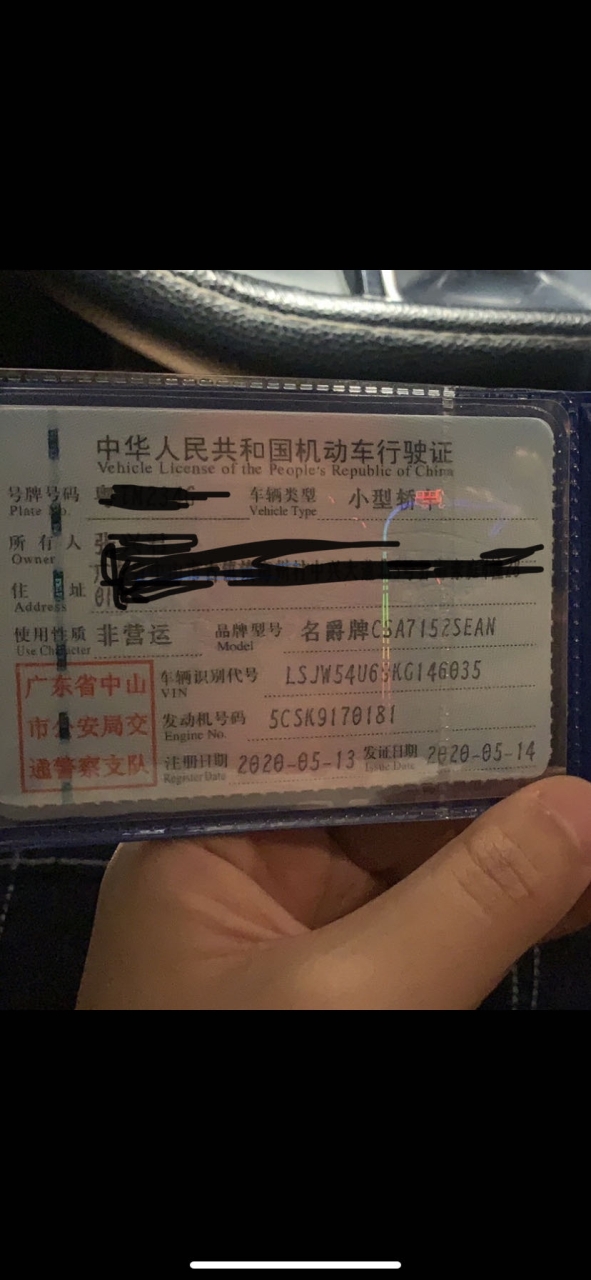 中华人民共和国机动车行驶证
Vehicle License of the People's Republic of China
号牌号码 车辆类型 小型轿车
Plate No. Vehicle Type
所有人
Owner
住址
Address
使用性质 非营运 品牌型号 名爵牌CSA7152SEAN
Use Character Model
广东省中山
市公安局交
通警察支队
车辆识别代号 LSJW54U69KG146035
VIN
发动机号码 5CSK9170181
Engine No.
注册日期 2020-05-13 发证日期 2020-05-14
Register Date Issue Date